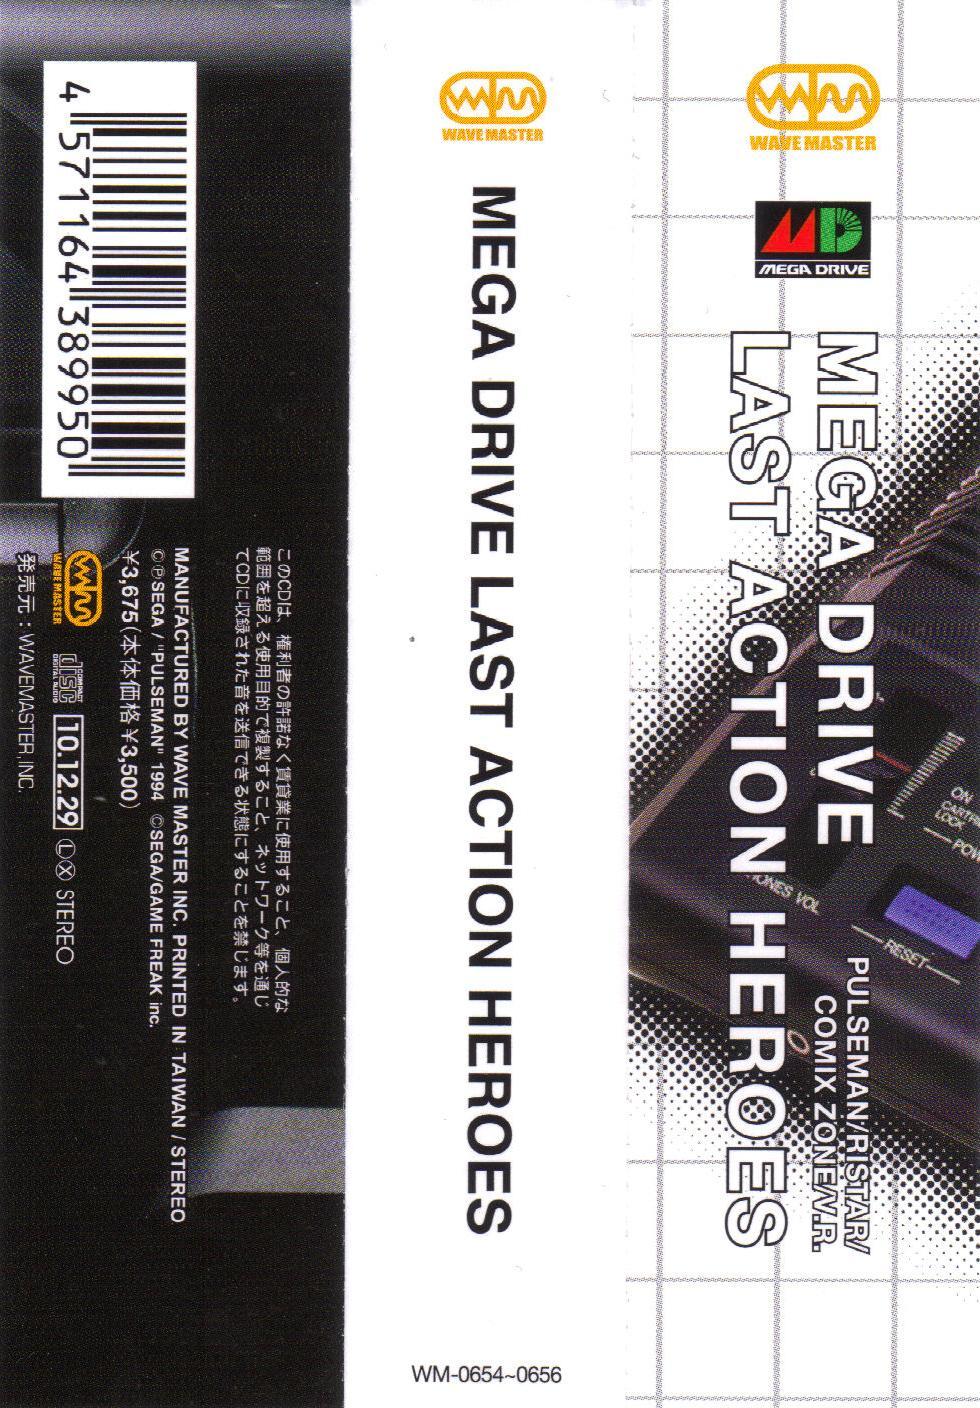 WAVE MASTER
MEGA DRIVE
MEGA DRIVE
LAST ACTION HEROES
PULSEMAN/RISTAR/
COMIX ZONE/V.R.
ON
LOCK
RESET
WAVE MASTER
MEGA DRIVE LAST ACTION HEROES
WM-0654~0656
このCDは、権利者の許諾なく賃貸業に使用すること、個人的な
範囲を超える使用目的で複製すること、ネットワーク等を通じ
てCDに収録された音を送信できる状態にすることを禁じます。
MANUFACTURED BY WAVE MASTER INC. PRINTED IN TAIWAN / STEREO
©℗SEGA / "PULSEMAN" 1994 ©SEGA/GAME FREAK inc.
¥3,675(本体価格¥3,500)
WAVE MASTER
COMPACT disc DIGITAL AUDIO
10.12.29 Ⓛ Ⓧ STEREO
発売元：WAVEMASTER, INC.
4 571164 389950